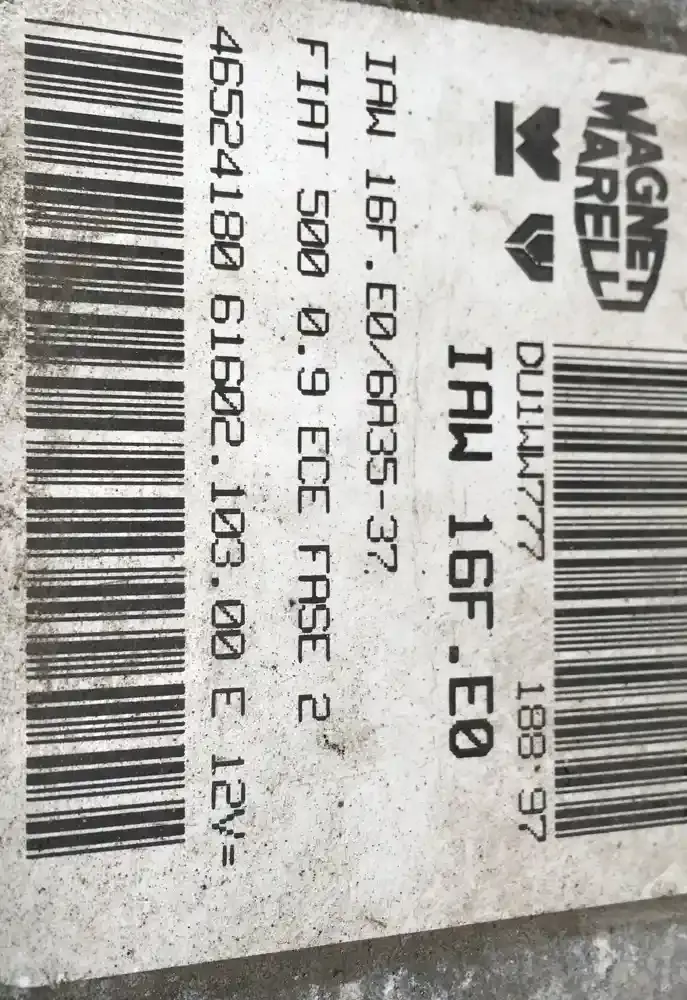 MAGNETI
MARELLI
DU1WW777 188'97
IAW 16F.E0
IAW 16F.E0/6A35-37
FIAT 500 0.9 ECE FASE 2
46524180 61602.103.00 E 12V=